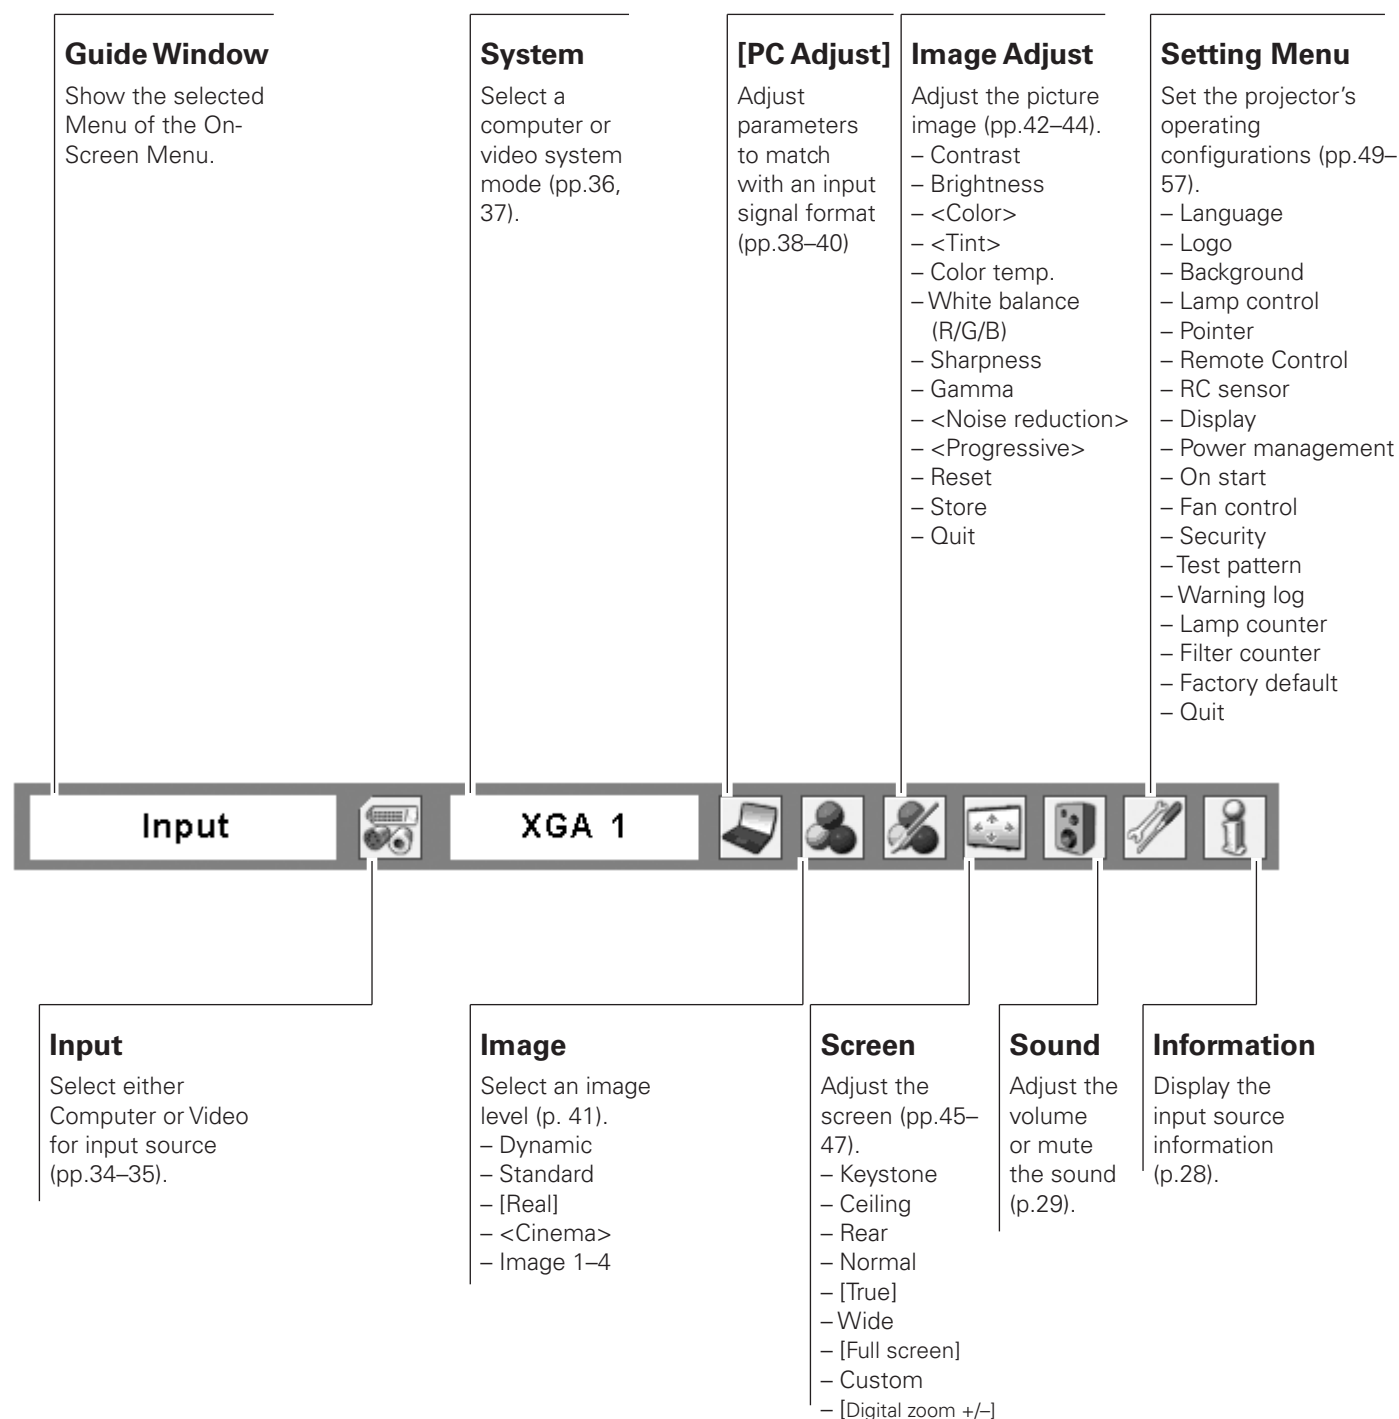 Guide Window
Show the selected
Menu of the On-
Screen Menu.
System
Select a
computer or
video system
mode (pp.36,
37).
[PC Adjust]
Adjust
parameters
to match
with an input
signal format
(pp.38–40)
Image Adjust
Adjust the picture
image (pp.42–44).
– Contrast
– Brightness
– <Color>
– <Tint>
– Color temp.
– White balance
(R/G/B)
– Sharpness
– Gamma
– <Noise reduction>
– <Progressive>
– Reset
– Store
– Quit
Setting Menu
Set the projector’s
operating
configurations (pp.49–
57).
– Language
– Logo
– Background
– Lamp control
– Pointer
– Remote Control
– RC sensor
– Display
– Power management
– On start
– Fan control
– Security
– Test pattern
– Warning log
– Lamp counter
– Filter counter
– Factory default
– Quit
Input
XGA 1
Input
Select either
Computer or Video
for input source
(pp.34–35).
Image
Select an image
level (p. 41).
– Dynamic
– Standard
– [Real]
– <Cinema>
– Image 1–4
Screen
Adjust the
screen (pp.45–
47).
– Keystone
– Ceiling
– Rear
– Normal
– [True]
– Wide
– [Full screen]
– Custom
– [Digital zoom +/–]
Sound
Adjust the
volume
or mute
the sound
(p.29).
Information
Display the
input source
information
(p.28).